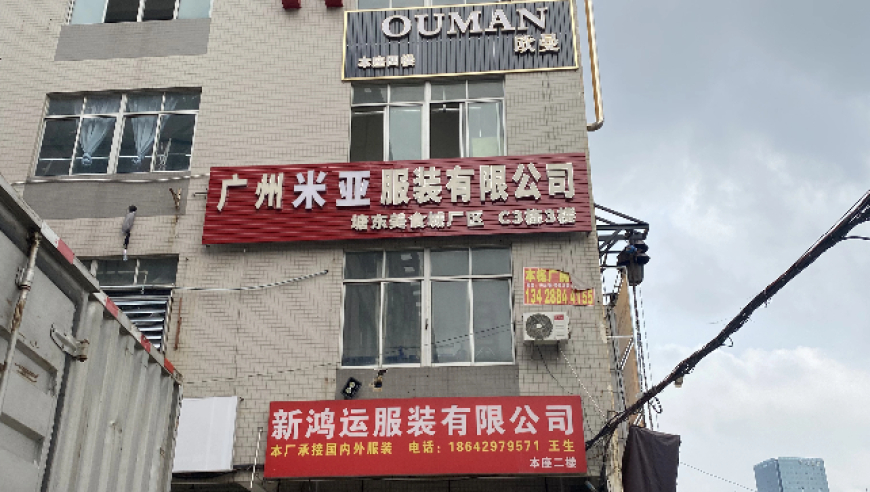 OUMAN
欧曼
本座四楼
广州米亚服装有限公司
塘东美食城厂区 C3栋3楼
13428844155
新鸿运服装有限公司
本厂承接国内外服装 电话：18642979571 王生
本座二楼